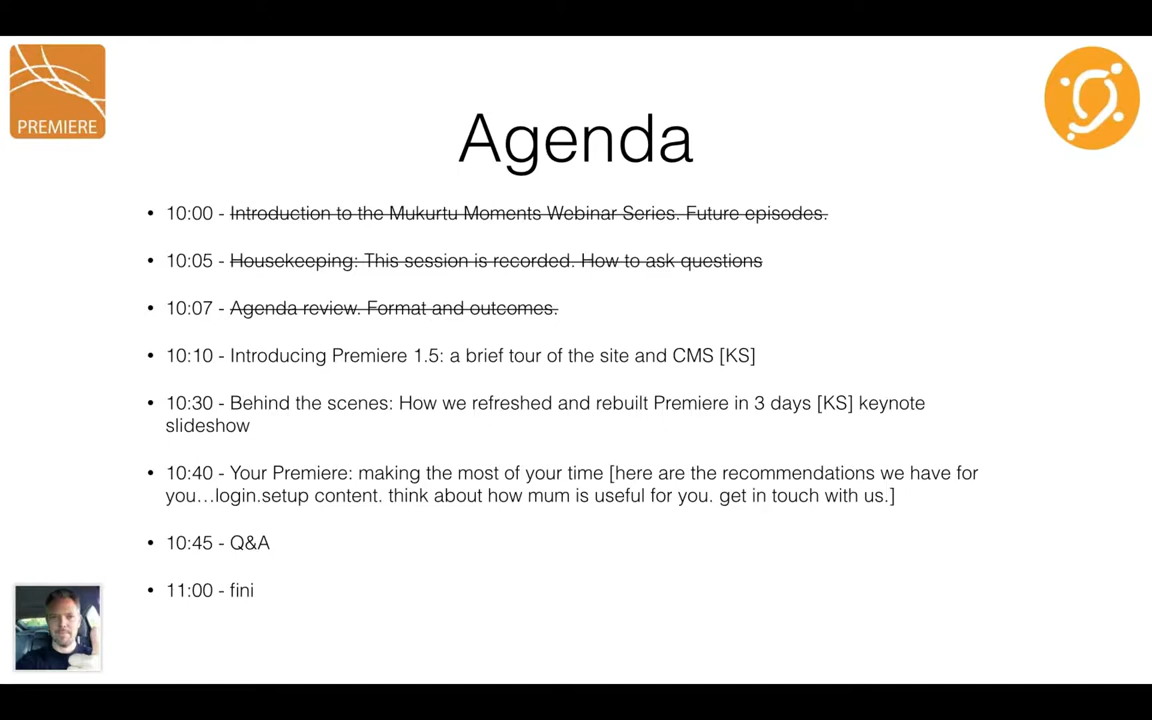 PREMIERE
Agenda
• 10:00 - Introduction to the Mukurtu Moments Webinar Series. Future episodes.
• 10:05 - Housekeeping: This session is recorded. How to ask questions
• 10:07 - Agenda review. Format and outcomes.
• 10:10 - Introducing Premiere 1.5: a brief tour of the site and CMS [KS]
• 10:30 - Behind the scenes: How we refreshed and rebuilt Premiere in 3 days [KS] keynote
slideshow
• 10:40 - Your Premiere: making the most of your time [here are the recommendations we have for
you…login.setup content. think about how mum is useful for you. get in touch with us.]
• 10:45 - Q&A
• 11:00 - fini